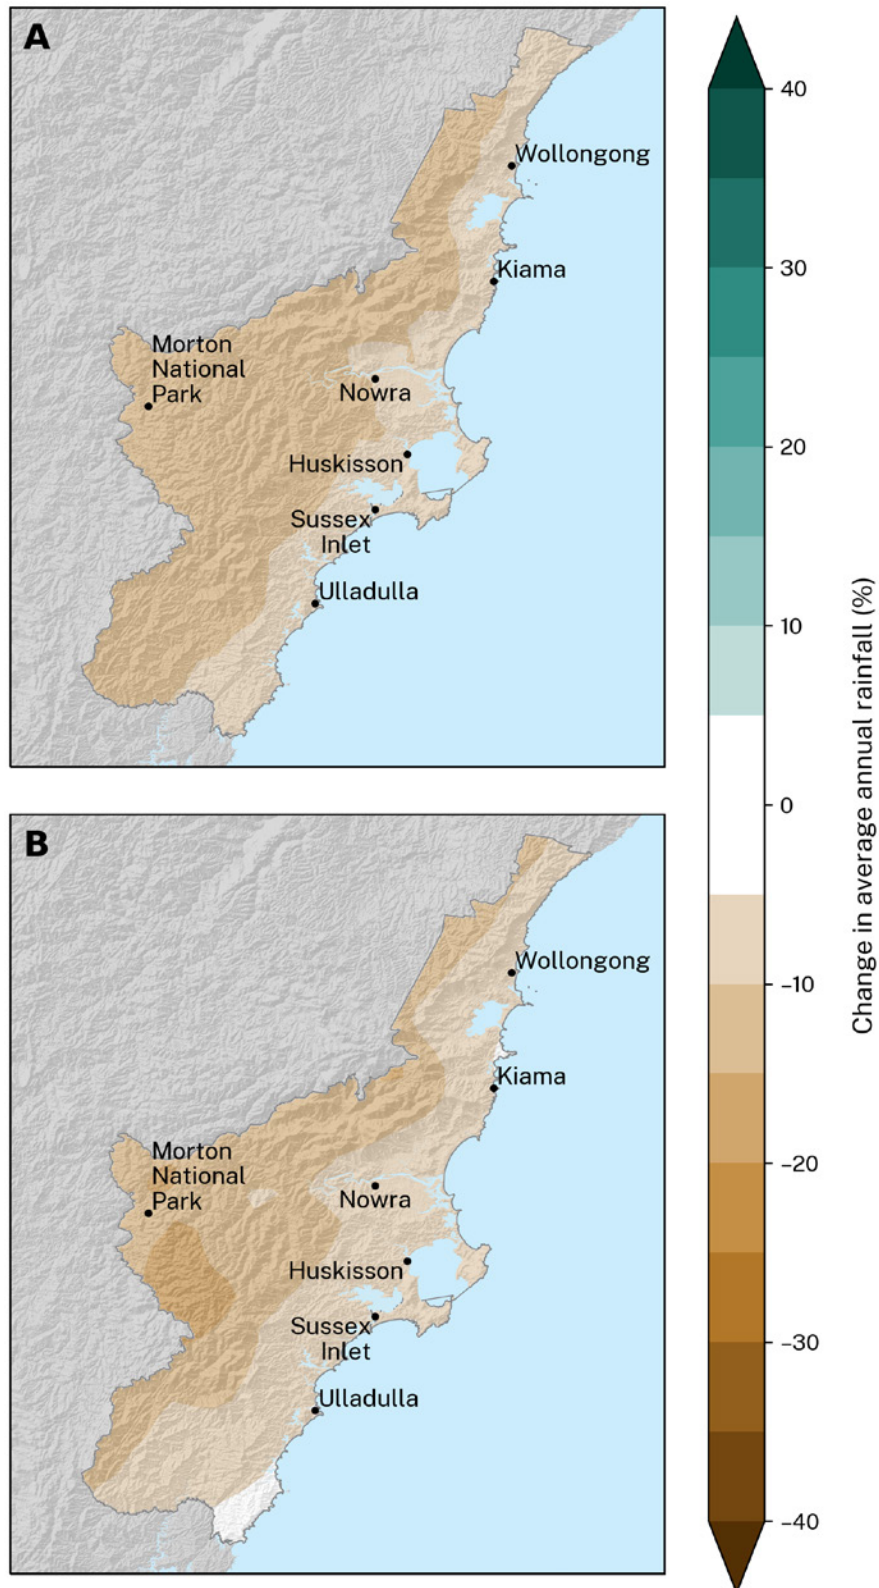 A
Wollongong
Kiama
Morton
National
Park
Nowra
Huskisson
Sussex
Inlet
Ulladulla
B
Wollongong
Kiama
Morton
National
Park
Nowra
Huskisson
Sussex
Inlet
Ulladulla
40
30
20
10
0
–10
–20
–30
–40
Change in average annual rainfall (%)